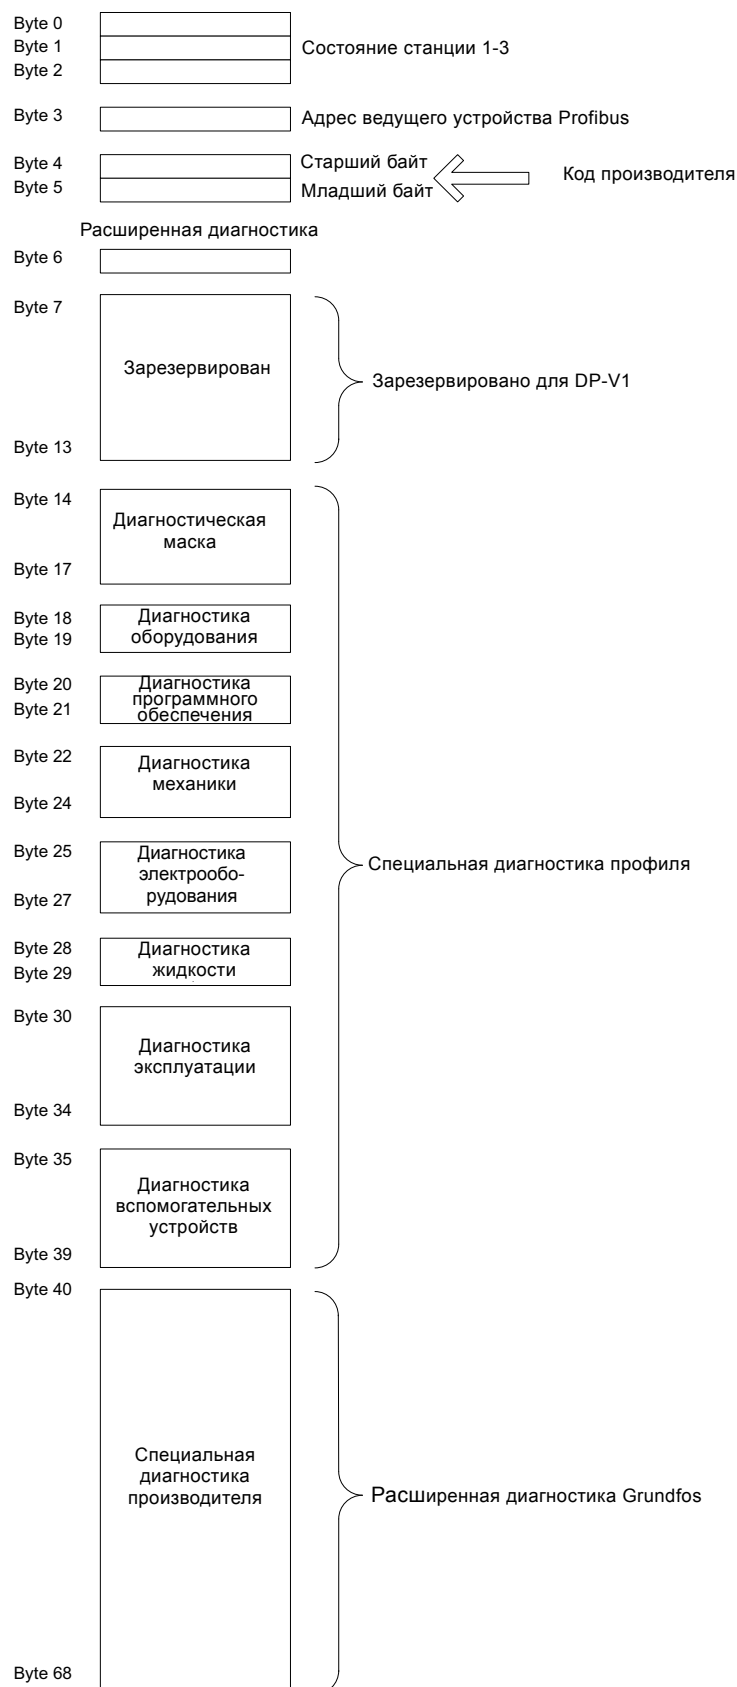 Byte 0
Byte 1 Состояние станции 1-3
Byte 2
Byte 3 Адрес ведущего устройства Profibus
Byte 4 Старший байт
Код производителя
Byte 5 Младший байт
Расширенная диагностика
Byte 6
Byte 7
Зарезервирован
Зарезервировано для DP-V1
Byte 13
Byte 14
Диагностическая
маска
Byte 17
Byte 18 Диагностика
Byte 19 оборудования
Byte 20 Диагностика
программного
Byte 21 обеспечения
Byte 22 Диагностика
механики
Byte 24
Byte 25 Диагностика
электрообо-
Специальная диагностика профиля
Byte 27 рудования
Byte 28 Диагностика
Byte 29 жидкости
Byte 30
Диагностика
эксплуатации
Byte 34
Byte 35
Диагностика
вспомогательных
устройств
Byte 39
Byte 40
Специальная
диагностика
производителя
Расширенная диагностика Grundfos
Byte 68